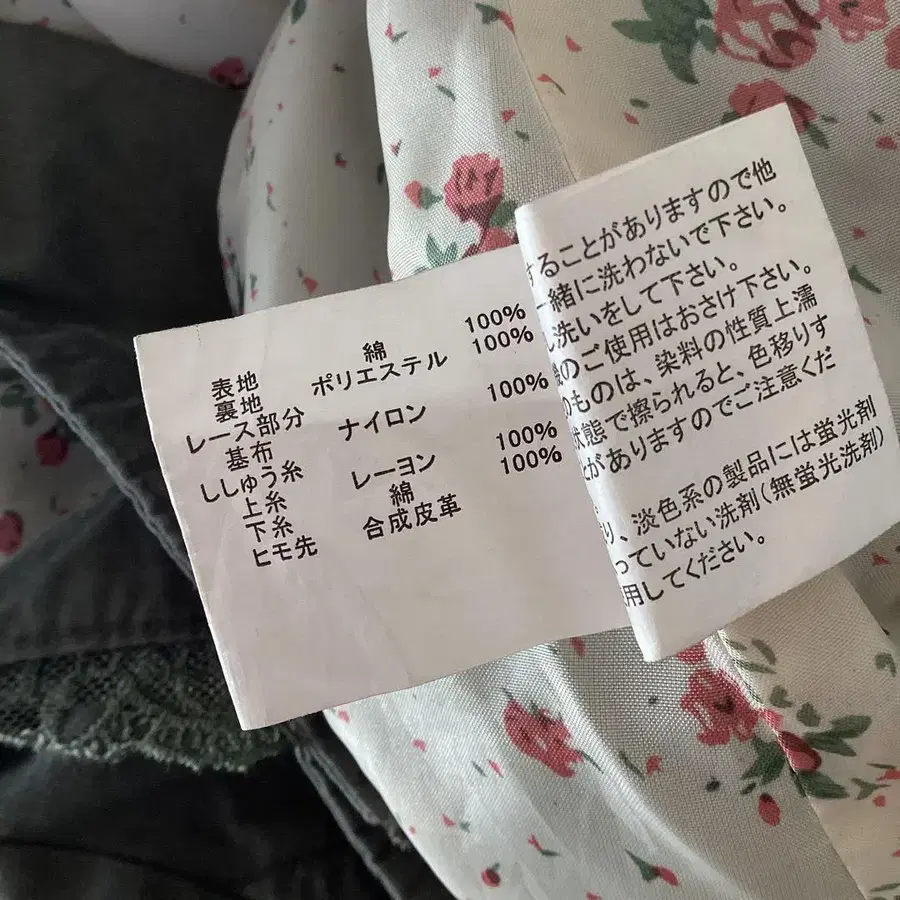 表地 綿 100%
裏地 ポリエステル 100%
レース部分
基布 ナイロン 100%
ししゅう糸
上糸 レーヨン 100%
下糸 綿 100%
ヒモ先 合成皮革
することがありますので他
一緒に洗わないで下さい。
洗いをして下さい。
のご使用はおさけ下さい。
のものは、染料の性質上濡
状態で擦られると、色移りす
とがありますのでご注意くだ
り、淡色系の製品には蛍光剤
っていない洗剤(無蛍光洗剤)
用してください。